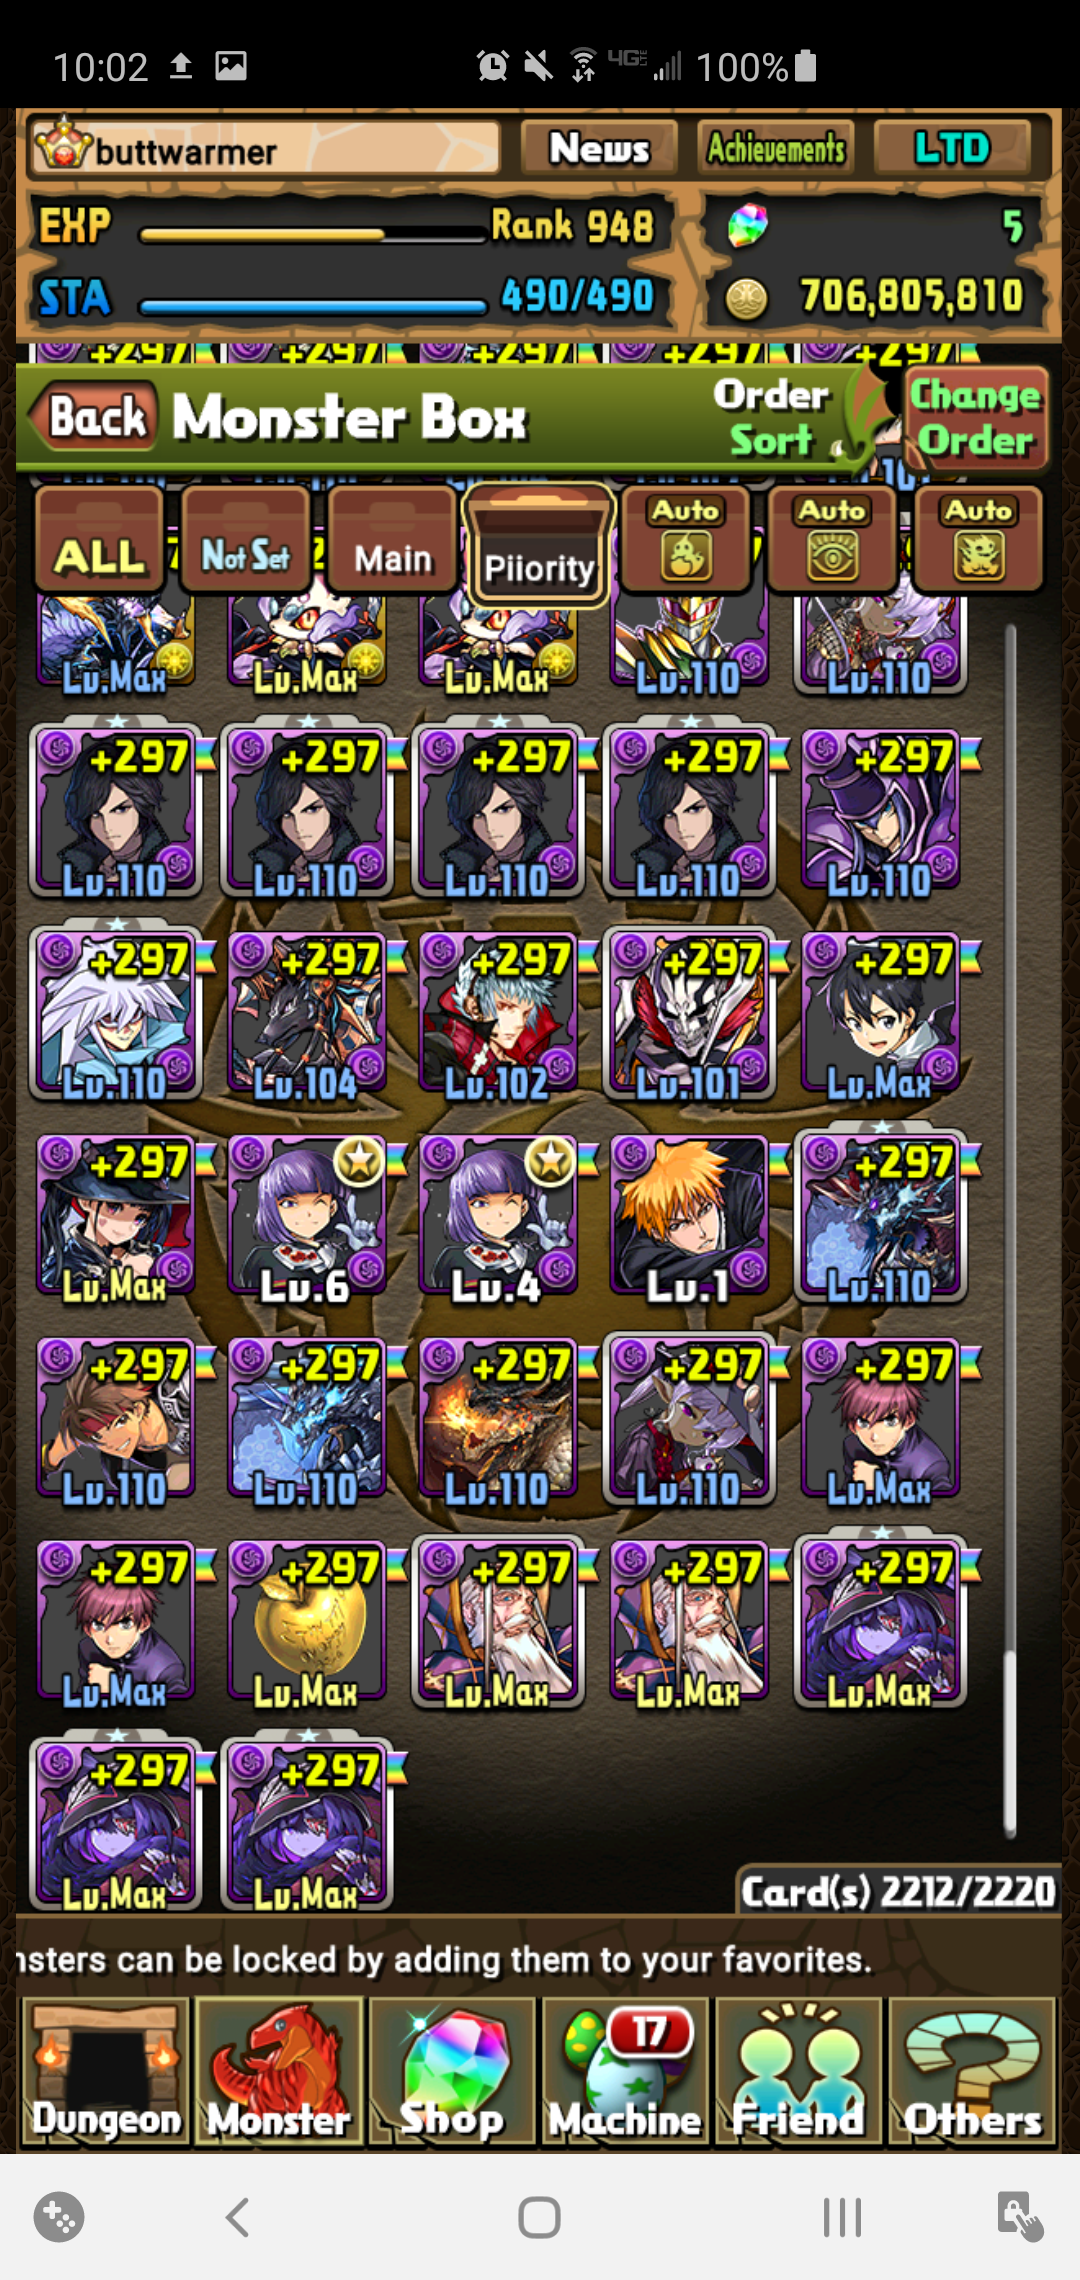 10:02 4G 100%
buttwarmer News Achievements LTD
EXP Rank 948 5
STA 490/490 706,805,810
+297 +297 +297 +297 +297
Back Monster Box Order Sort Change Order
ALL Not Set Main Piiority Auto Auto Auto
Lv.Max Lv.Max Lv.Max Lv.110 Lv.110
+297 +297 +297 +297 +297
Lv.110 Lv.110 Lv.110 Lv.110 Lv.110
+297 +297 +297 +297 +297
Lv.110 Lv.104 Lv.102 Lv.101 Lv.Max
+297 +297
Lv.Max Lv.6 Lv.4 Lv.1 Lv.110
+297 +297 +297 +297 +297
Lv.110 Lv.110 Lv.110 Lv.110 Lv.Max
+297 +297 +297 +297 +297
Lv.Max Lv.Max Lv.Max Lv.Max Lv.Max
+297 +297
Lv.Max Lv.Max
Card(s) 2212/2220
nsters can be locked by adding them to your favorites.
17
Dungeon Monster Shop Machine Friend Others